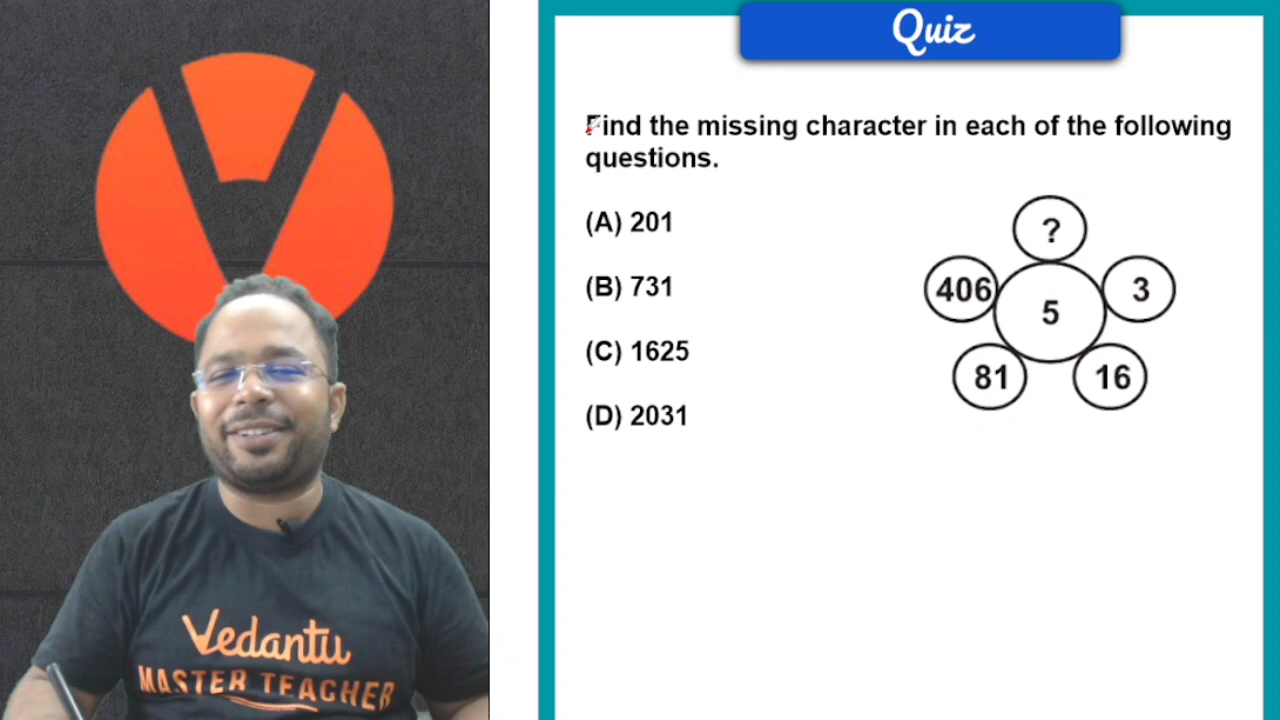 Quiz
Find the missing character in each of the following
questions.
(A) 201
(B) 731
(C) 1625
(D) 2031
?
406
3
5
81
16
Vedantu
MASTER TEACHER